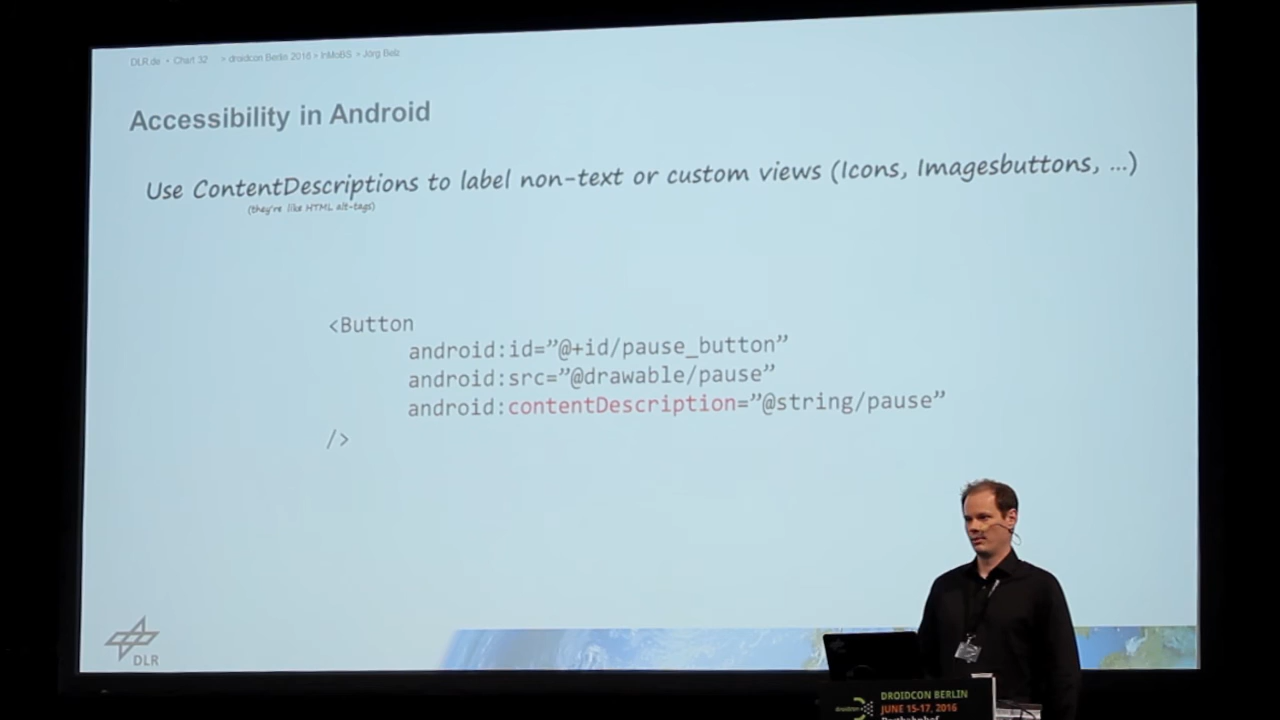 DLR.de • Chart 32 > droidcon Berlin 2016 > InMoBS > Jörg Belz
Accessibility in Android
Use ContentDescriptions to label non-text or custom views (Icons, Imagesbuttons, ...)
(they're like HTML alt-tags)
<Button
android:id=”@+id/pause_button”
android:src=”@drawable/pause”
android:contentDescription=”@string/pause”
/>
DLR
droidcon
DROIDCON BERLIN
JUNE 15-17, 2016
Postbahnhof